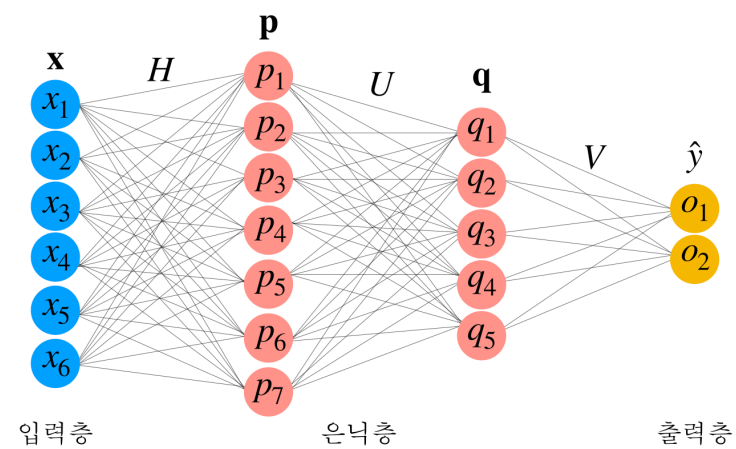 x
H
p
U
q
V
ŷ
x₁
x₂
x₃
x₄
x₅
x₆
p₁
p₂
p₃
p₄
p₅
p₆
p₇
q₁
q₂
q₃
q₄
q₅
o₁
o₂
입력층
은닉층
출력층